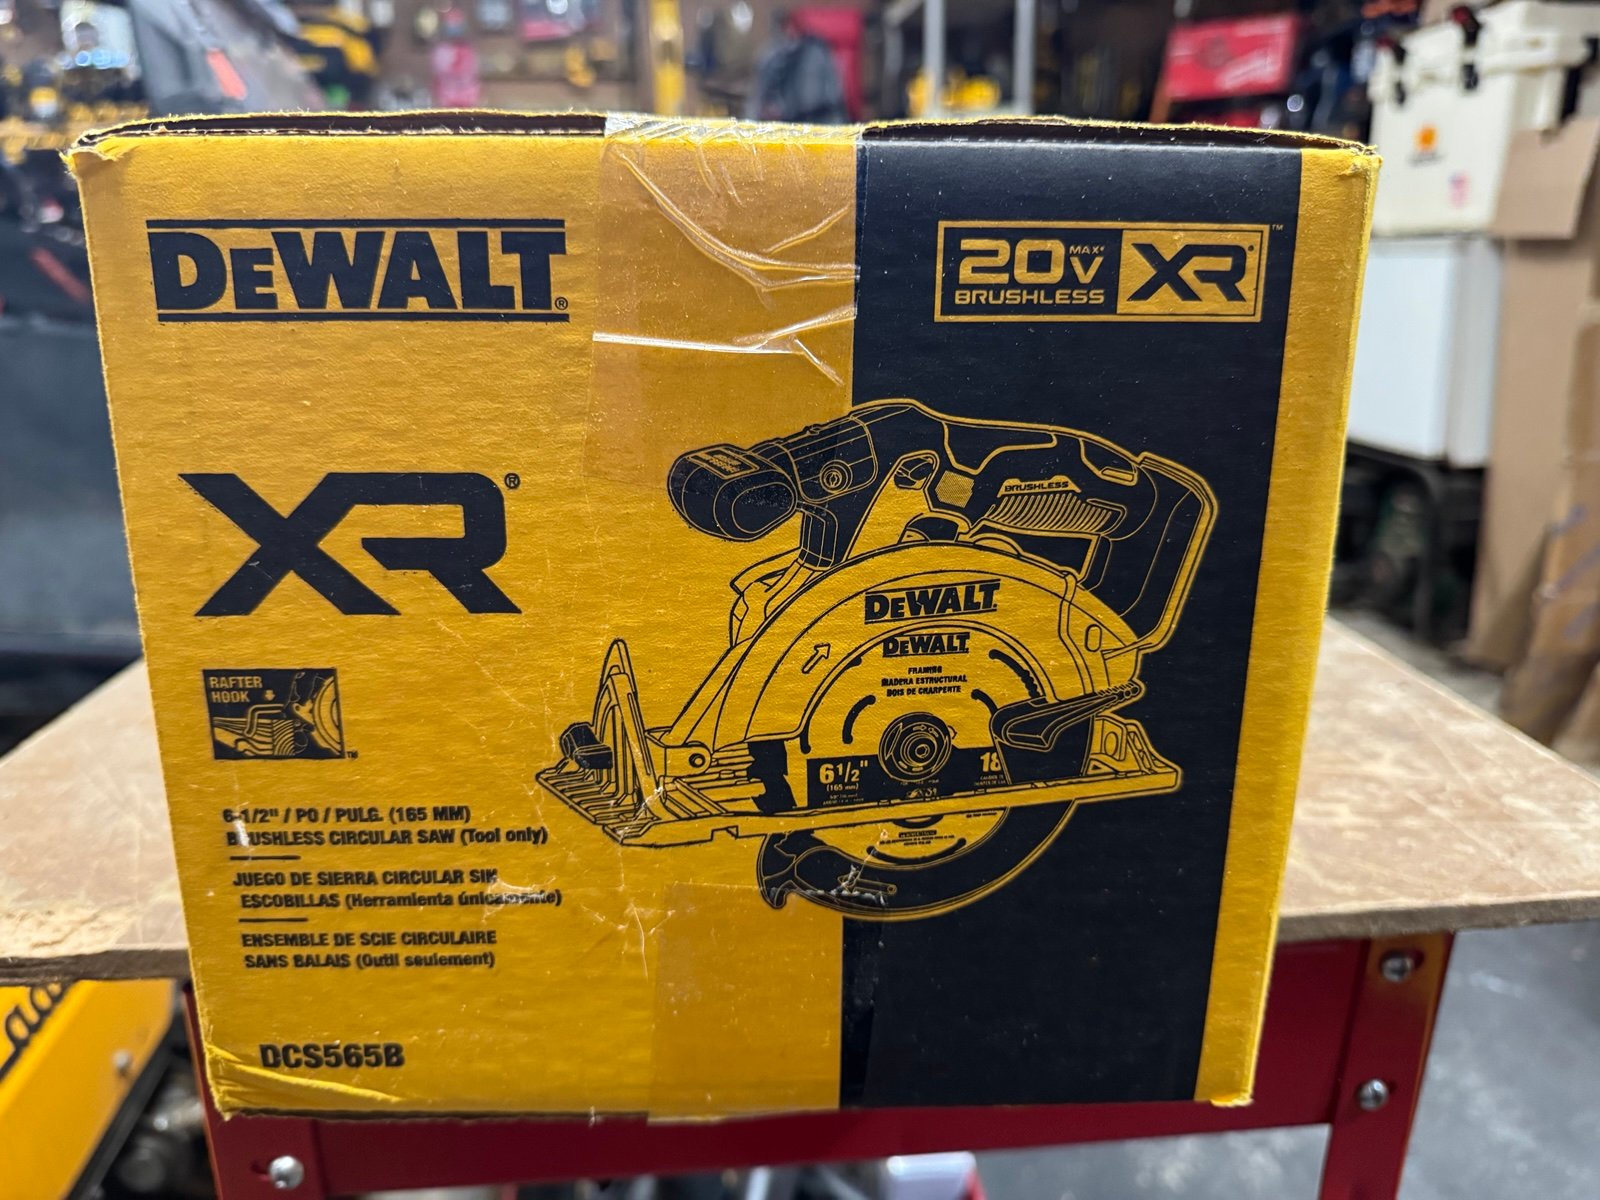 DEWALT®
20V MAX* XR®™
BRUSHLESS
XR®
BRUSHLESS
DEWALT
DEWALT
FRAMING
MADERA ESTRUCTURAL
BOIS DE CHARPENTE
6 1/2" 18
(165 mm)
RAFTER
HOOK
™
6-1/2" / PO / PULG. (165 MM)
BRUSHLESS CIRCULAR SAW (Tool only)
JUEGO DE SIERRA CIRCULAR SIN
ESCOBILLAS (Herramienta únicamente)
ENSEMBLE DE SCIE CIRCULAIRE
SANS BALAIS (Outil seulement)
DCS565B